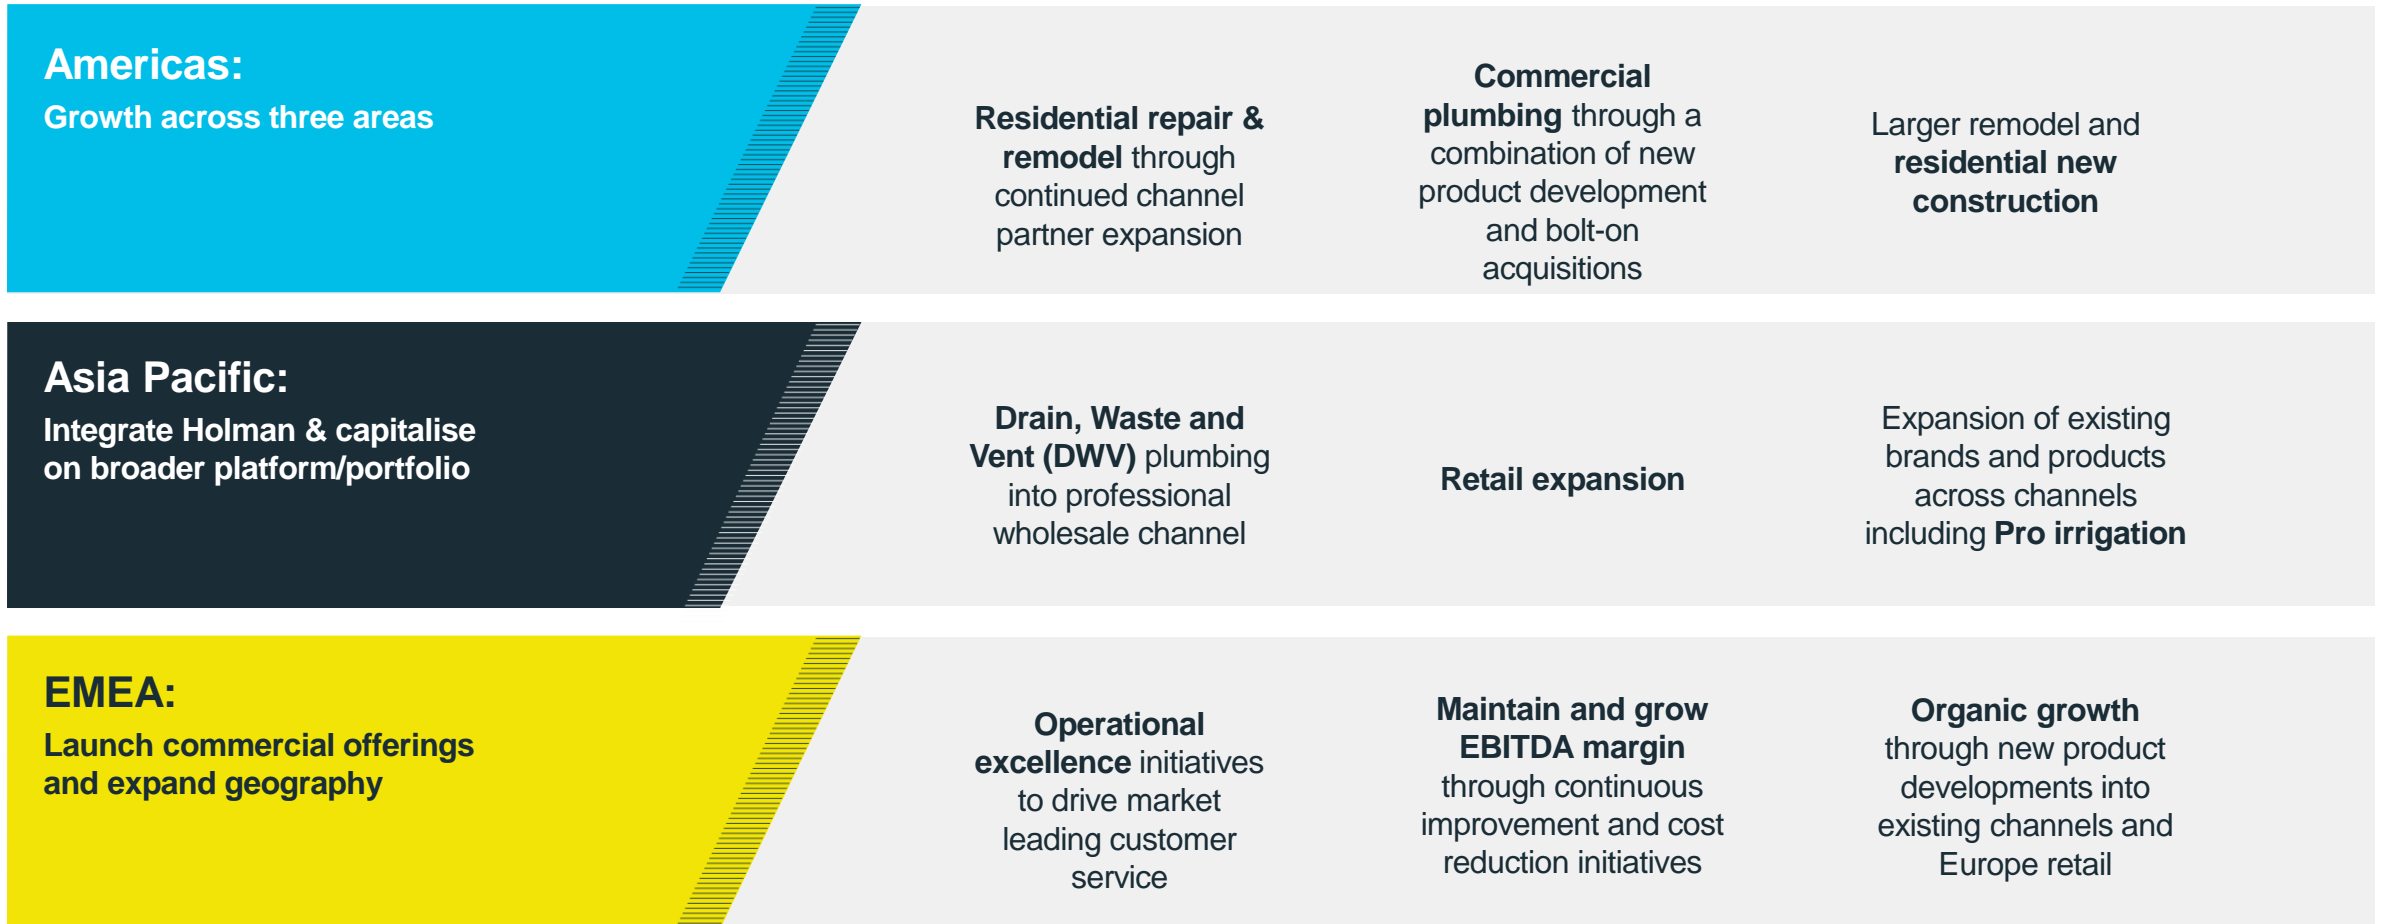 Americas:
Growth across three areas
Residential repair &
remodel through
continued channel
partner expansion
Commercial
plumbing through a
combination of new
product development
and bolt-on
acquisitions
Larger remodel and
residential new
construction
Asia Pacific:
Integrate Holman & capitalise
on broader platform/portfolio
Drain, Waste and
Vent (DWV) plumbing
into professional
wholesale channel
Retail expansion
Expansion of existing
brands and products
across channels
including Pro irrigation
EMEA:
Launch commercial offerings
and expand geography
Operational
excellence initiatives
to drive market
leading customer
service
Maintain and grow
EBITDA margin
through continuous
improvement and cost
reduction initiatives
Organic growth
through new product
developments into
existing channels and
Europe retail